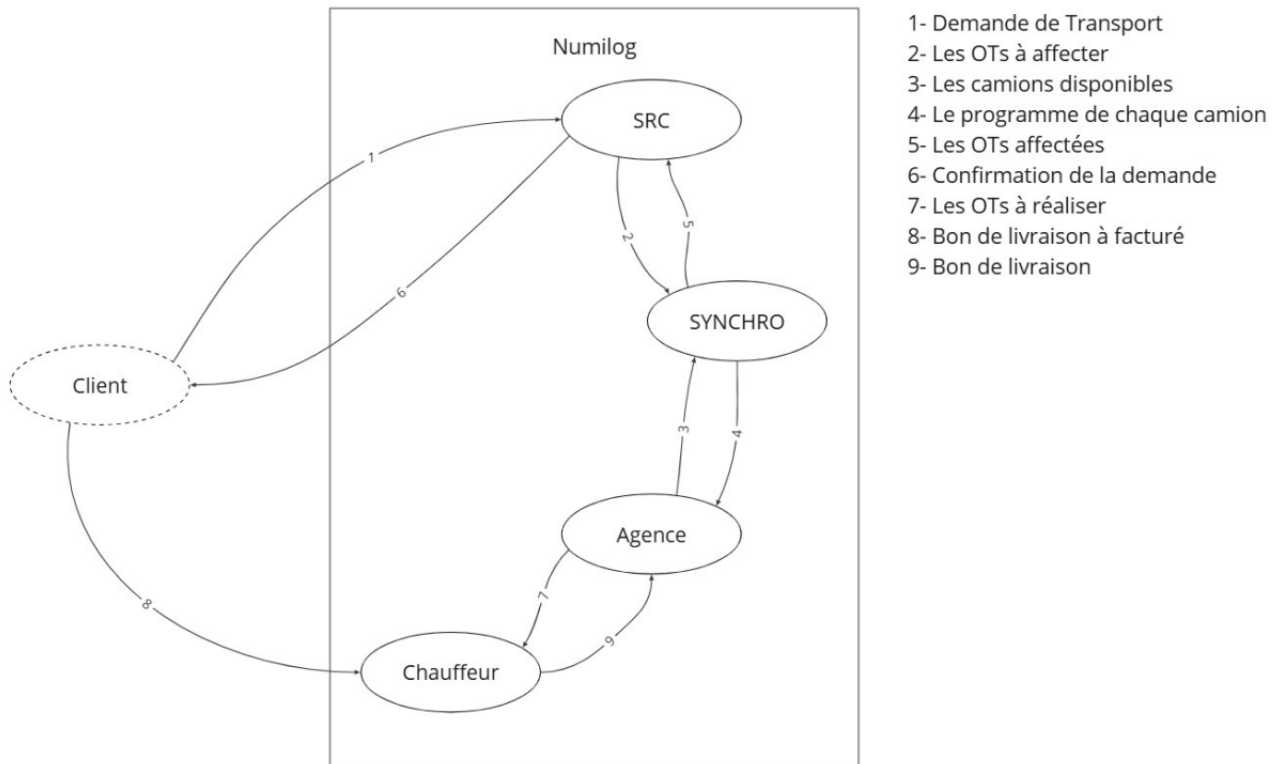 Numilog
SRC
SYNCHRO
Client
Agence
Chauffeur
1
6
2
5
3
4
7
8
9
1- Demande de Transport
2- Les OTs à affecter
3- Les camions disponibles
4- Le programme de chaque camion
5- Les OTs affectées
6- Confirmation de la demande
7- Les OTs à réaliser
8- Bon de livraison à facturé
9- Bon de livraison